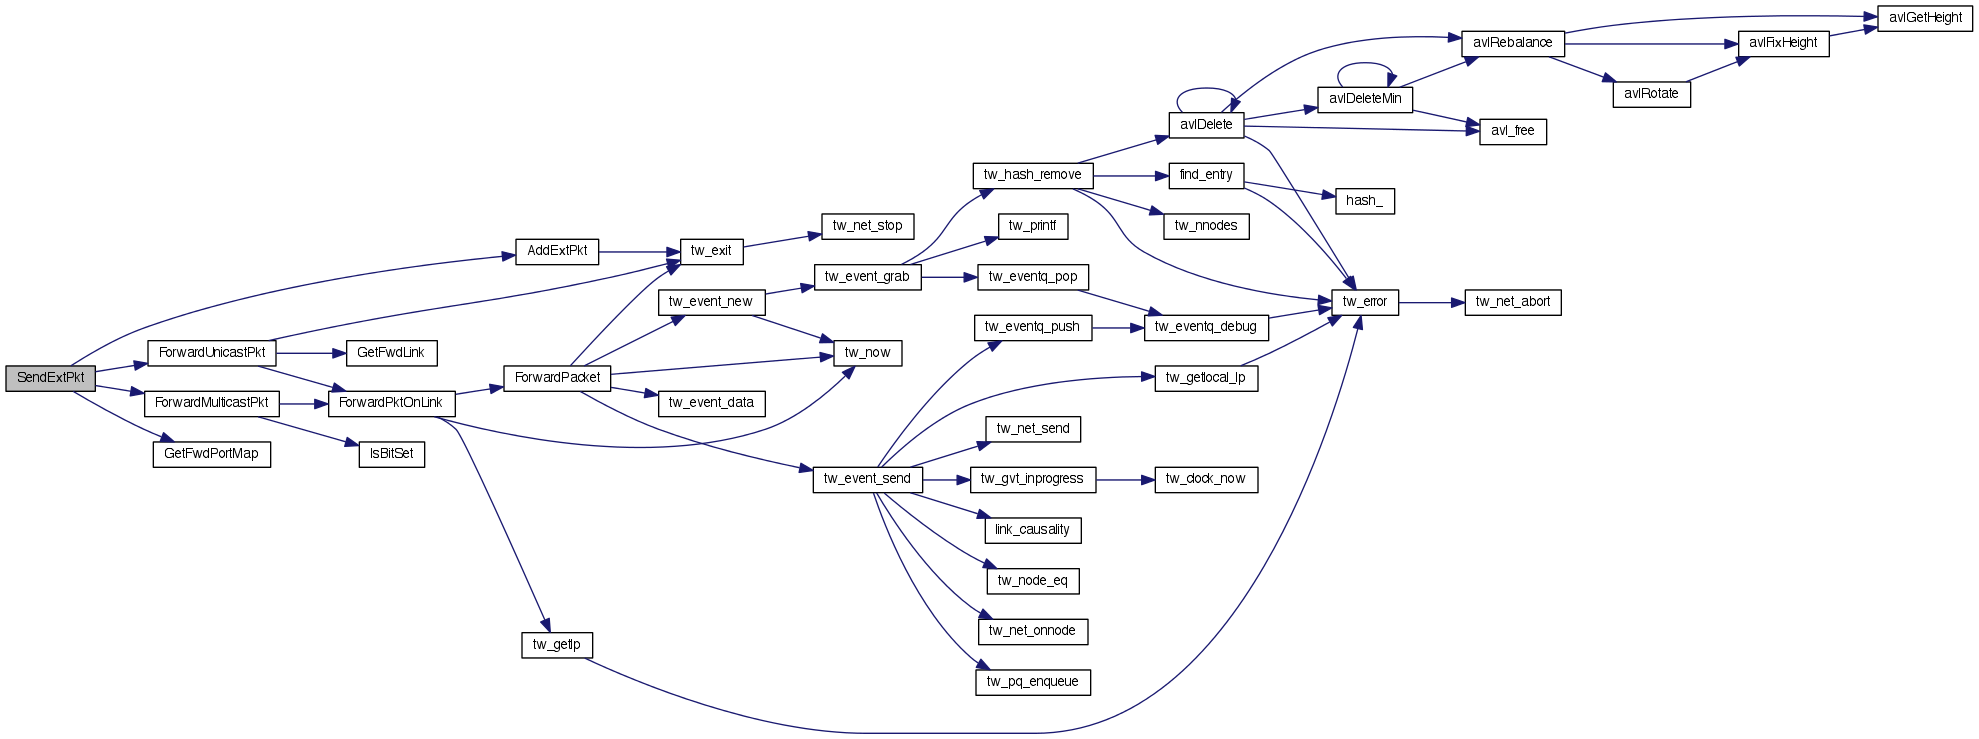 SendExtPkt
ForwardUnicastPkt
ForwardMulticastPkt
GetFwdPortMap
GetFwdLink
ForwardPktOnLink
IsBitSet
AddExtPkt
ForwardPacket
tw_getlp
tw_exit
tw_event_new
tw_event_data
tw_net_stop
tw_event_grab
tw_now
tw_event_send
tw_hash_remove
tw_printf
tw_eventq_pop
tw_eventq_push
tw_net_send
tw_gvt_inprogress
link_causality
tw_node_eq
tw_net_onnode
tw_pq_enqueue
avlDelete
find_entry
tw_nnodes
tw_eventq_debug
tw_getlocal_lp
tw_clock_now
avlDeleteMin
hash_
tw_error
avlRebalance
avl_free
tw_net_abort
avlFixHeight
avlRotate
avlGetHeight